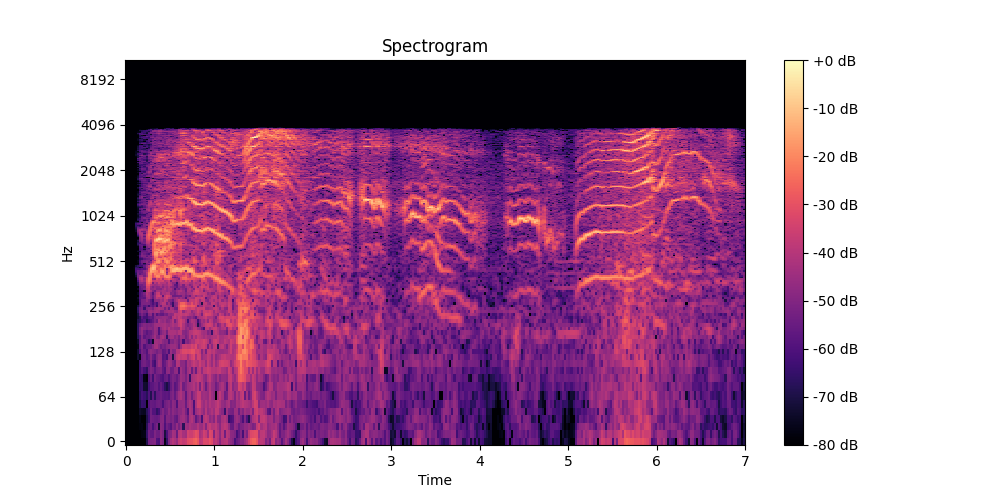 Spectrogram
8192
4096
2048
1024
512
256
128
64
0
Hz
0 1 2 3 4 5 6 7
Time
+0 dB
-10 dB
-20 dB
-30 dB
-40 dB
-50 dB
-60 dB
-70 dB
-80 dB